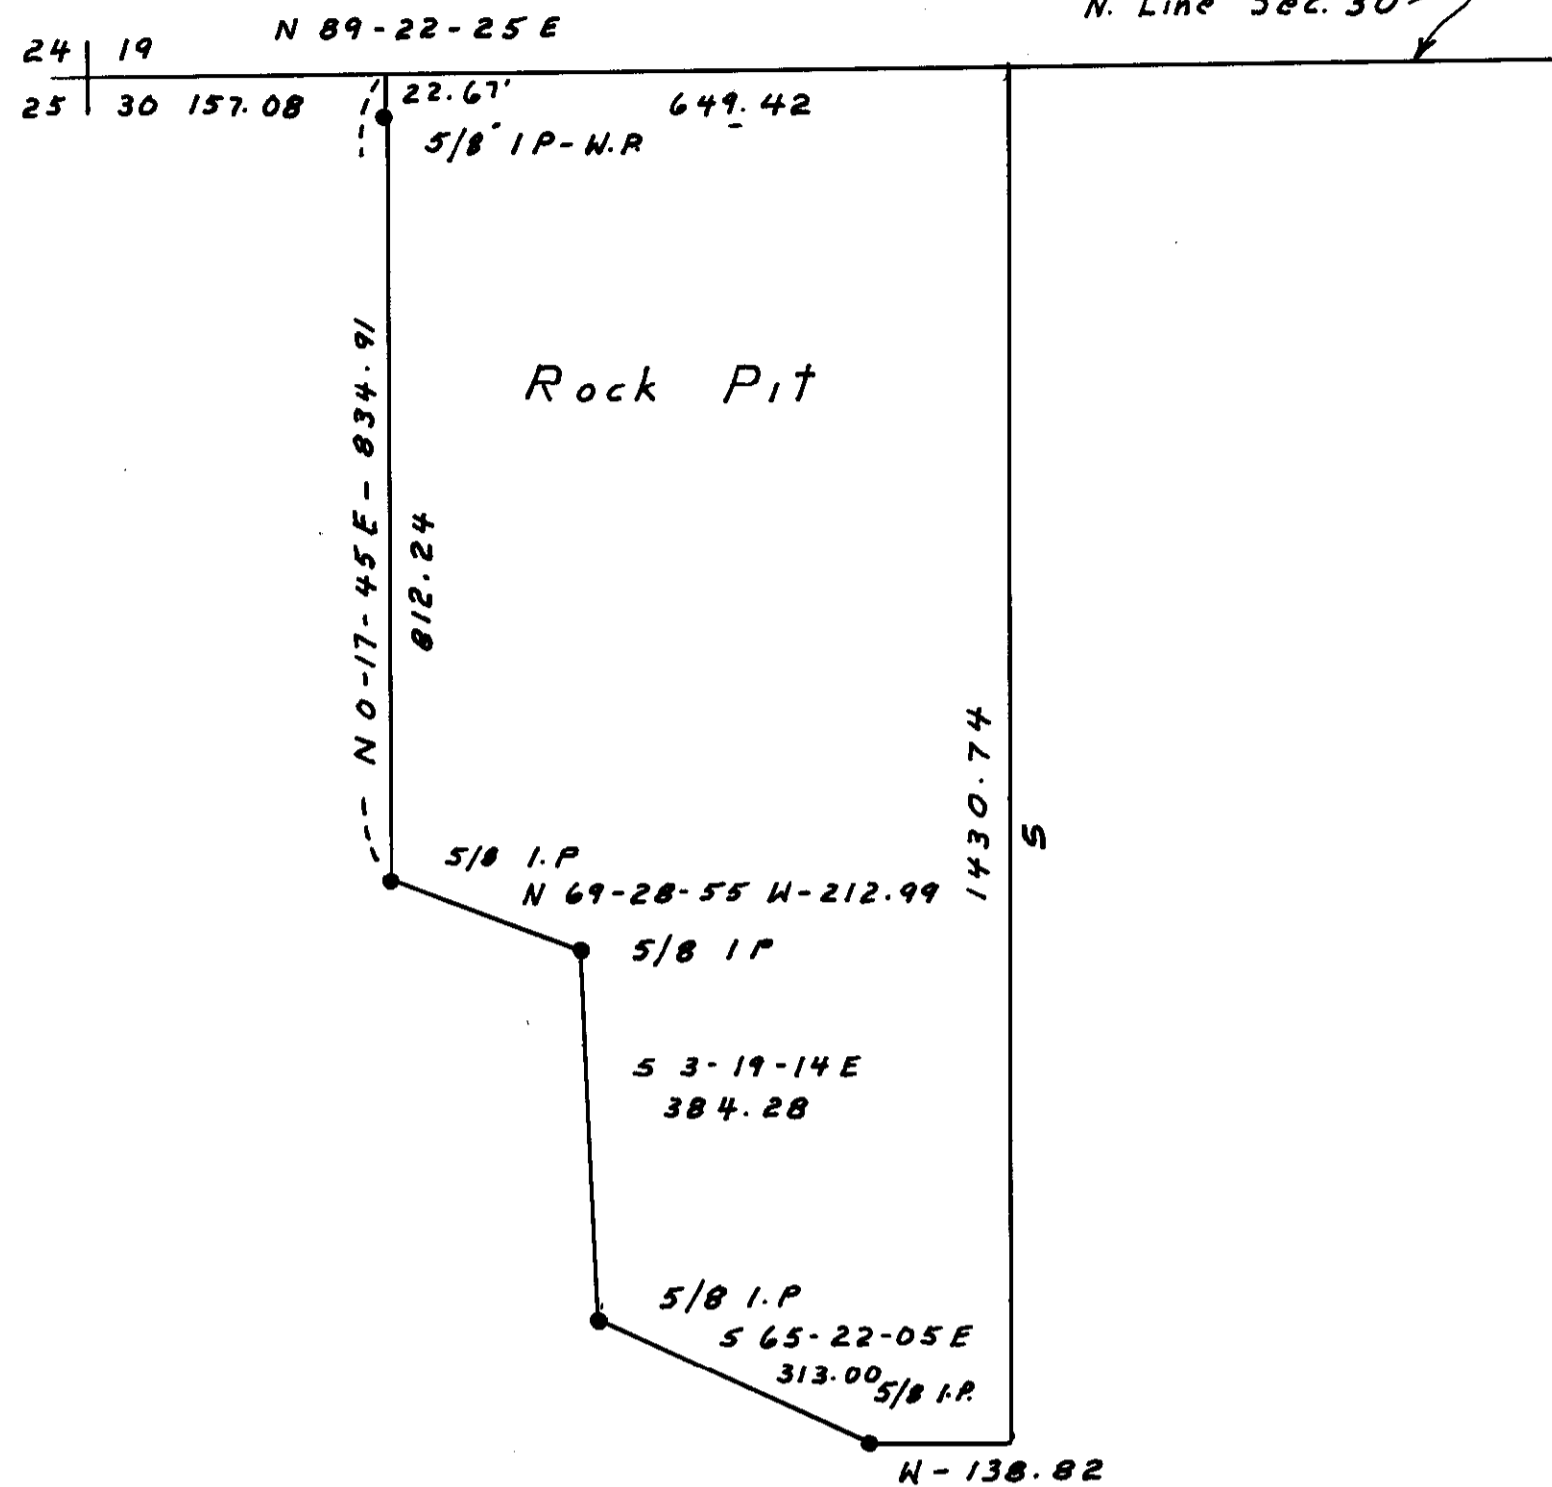 N 89-22-25 E
N. Line Sec. 30
24 | 19
25 | 30 157.08
22.67'
649.42
5/8" IP-W.R
Rock Pit
N 0-17-45 E - 834.91
812.24
1430.74
S
5/8 I.P
N 69-28-55 W-212.99
5/8 IP
S 3-19-14 E
384.28
5/8 I.P
S 65-22-05 E
313.00
5/8 I.P.
W - 138.82